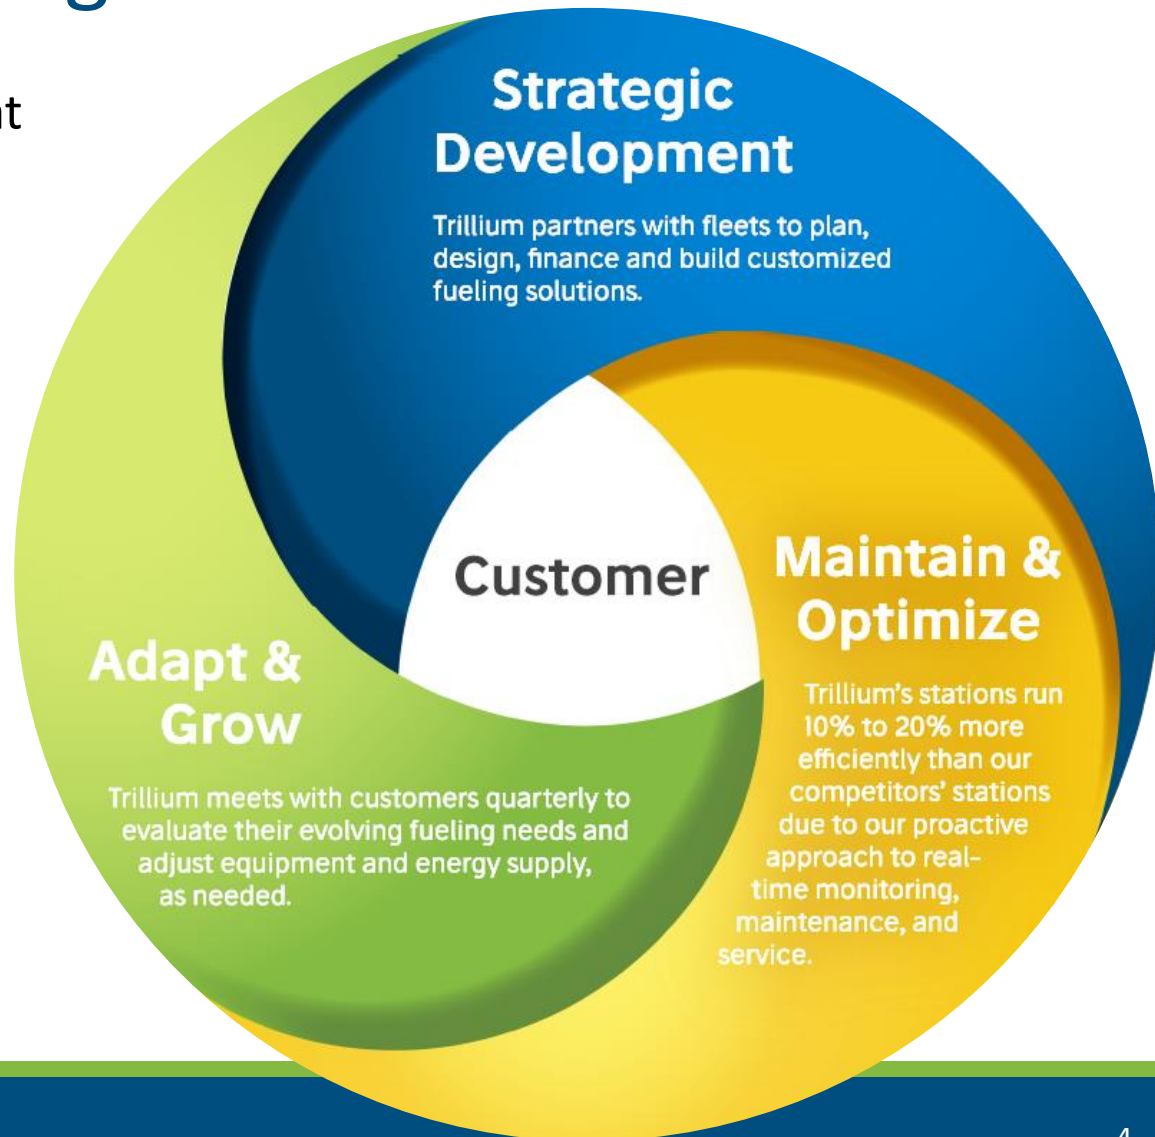 g
nt
Strategic
Development
Trillium partners with fleets to plan,
design, finance and build customized
fueling solutions.
Customer
Maintain &
Optimize
Trillium's stations run
10% to 20% more
efficiently than our
competitors' stations
due to our proactive
approach to real-
time monitoring,
maintenance, and
service.
Adapt &
Grow
Trillium meets with customers quarterly to
evaluate their evolving fueling needs and
adjust equipment and energy supply,
as needed.
4